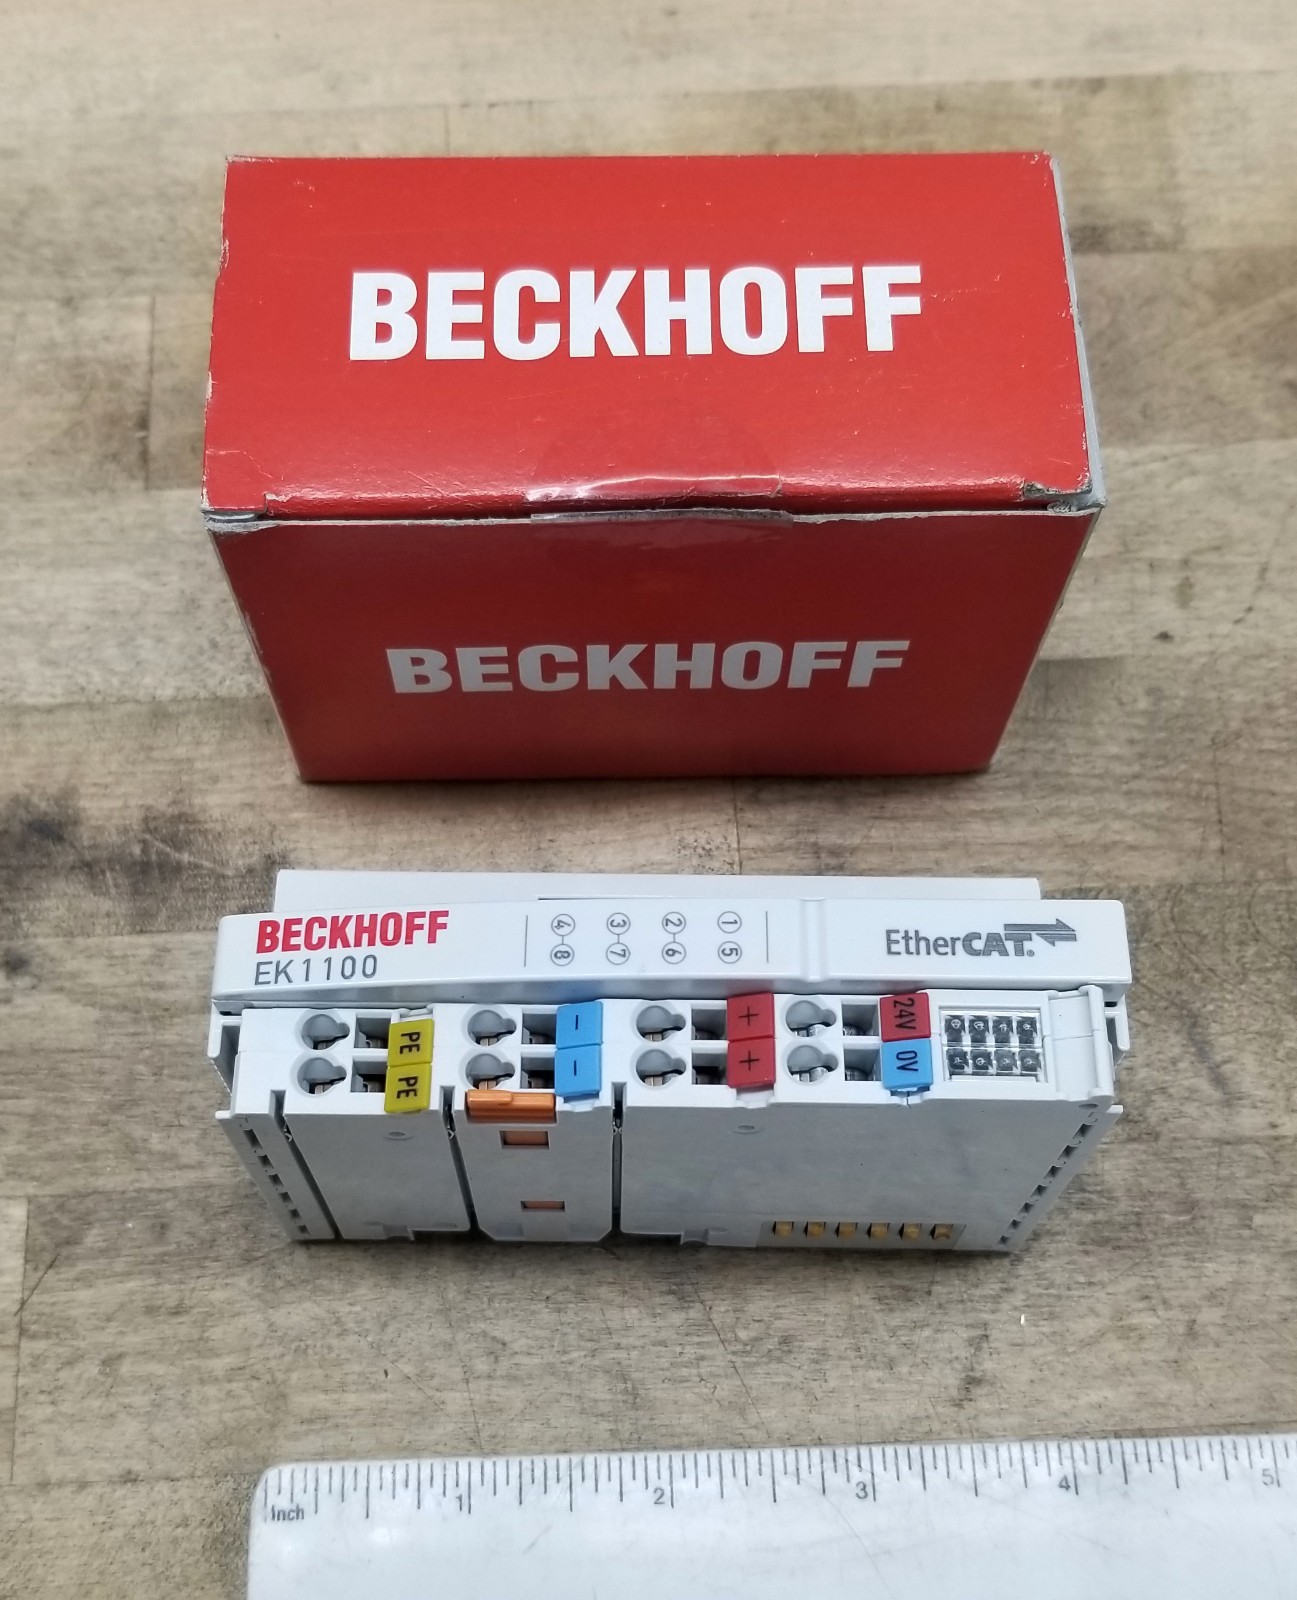 BECKHOFF
BECKHOFF
BECKHOFF
EK1100
4 3 2 1
8 7 6 5
EtherCAT®
PE - + 24V
PE - + 0V
Inch 1 2 3 4 5